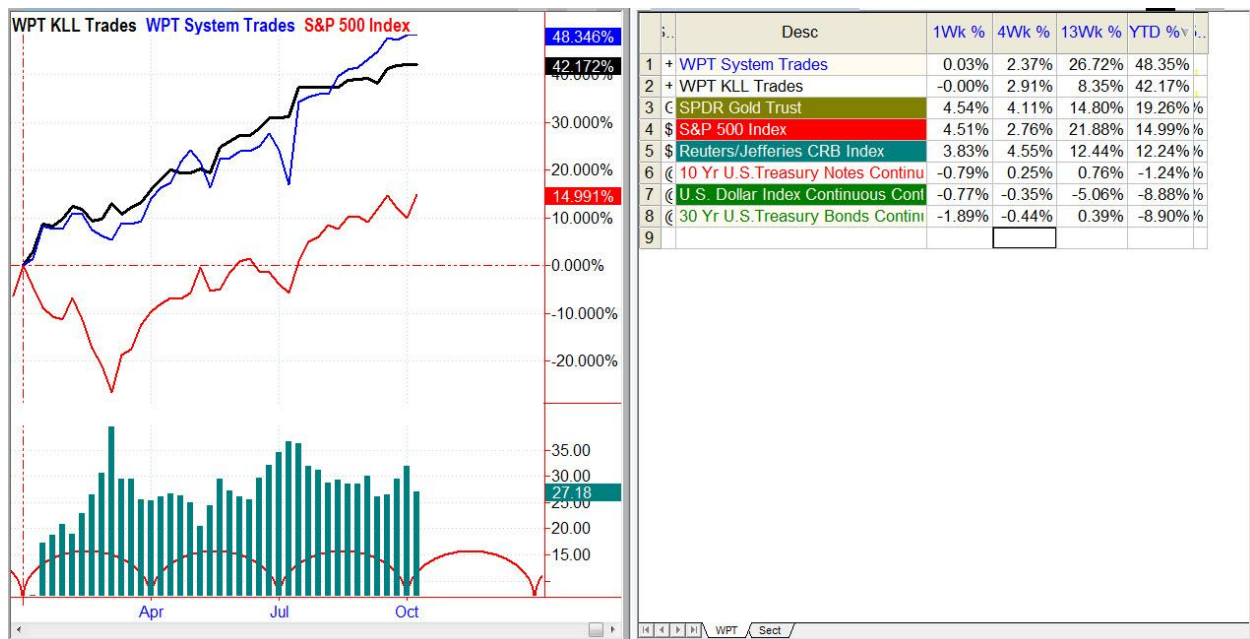 WPT KLL Trades WPT System Trades S&P 500 Index
48.346%
42.172%
40.000%
30.000%
20.000%
14.991%
10.000%
0.000%
-10.000%
-20.000%
35.00
30.00
27.18
25.00
20.00
15.00
Apr Jul Oct
Desc 1Wk % 4Wk % 13Wk % YTD %
1 + WPT System Trades 0.03% 2.37% 26.72% 48.35%
2 + WPT KLL Trades -0.00% 2.91% 8.35% 42.17%
3 SPDR Gold Trust 4.54% 4.11% 14.80% 19.26% %
4 $ S&P 500 Index 4.51% 2.76% 21.88% 14.99% %
5 $ Reuters/Jefferies CRB Index 3.83% 4.55% 12.44% 12.24% %
6 @ 10 Yr U.S.Treasury Notes Continu -0.79% 0.25% 0.76% -1.24% %
7 @ U.S. Dollar Index Continuous Cont -0.77% -0.35% -5.06% -8.88% %
8 @ 30 Yr U.S.Treasury Bonds Contin -1.89% -0.44% 0.39% -8.90% %
9
WPT Sect